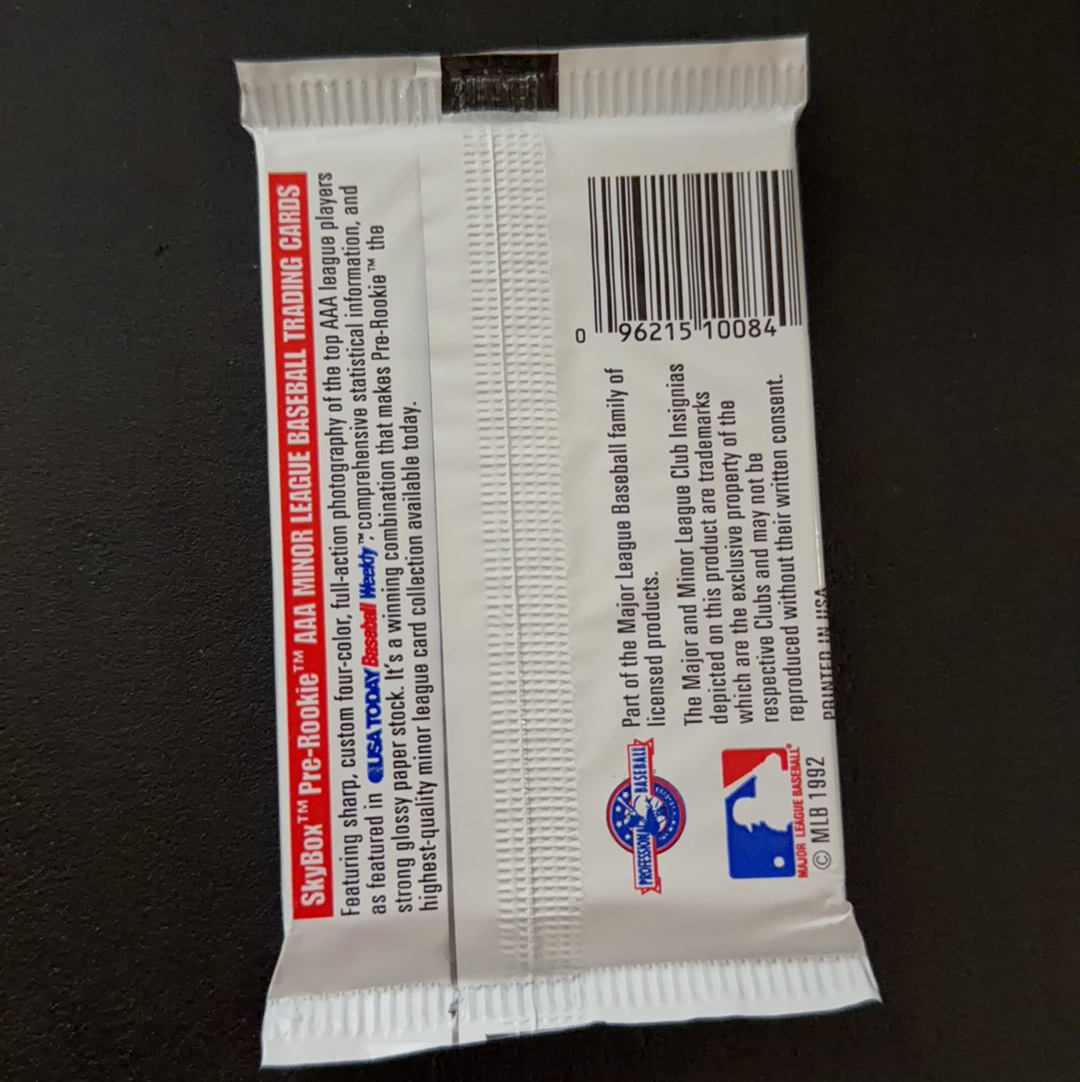 SkyBox™ Pre-Rookie™ AAA MINOR LEAGUE BASEBALL TRADING CARDS
Featuring sharp, custom four-color, full-action photography of the top AAA league players
as featured in USA TODAY Baseball Weekly™; comprehensive statistical information, and
strong glossy paper stock. It's a winning combination that makes Pre-Rookie™ the
highest-quality minor league card collection available today.
PROFESSIONAL BASEBALL
Part of the Major League Baseball family of
licensed products.
0 96215 10084
The Major and Minor League Club Insignias
depicted on this product are trademarks
which are the exclusive property of the
respective Clubs and may not be
reproduced without their written consent.
MAJOR LEAGUE BASEBALL®
© MLB 1992
PRINTED IN USA